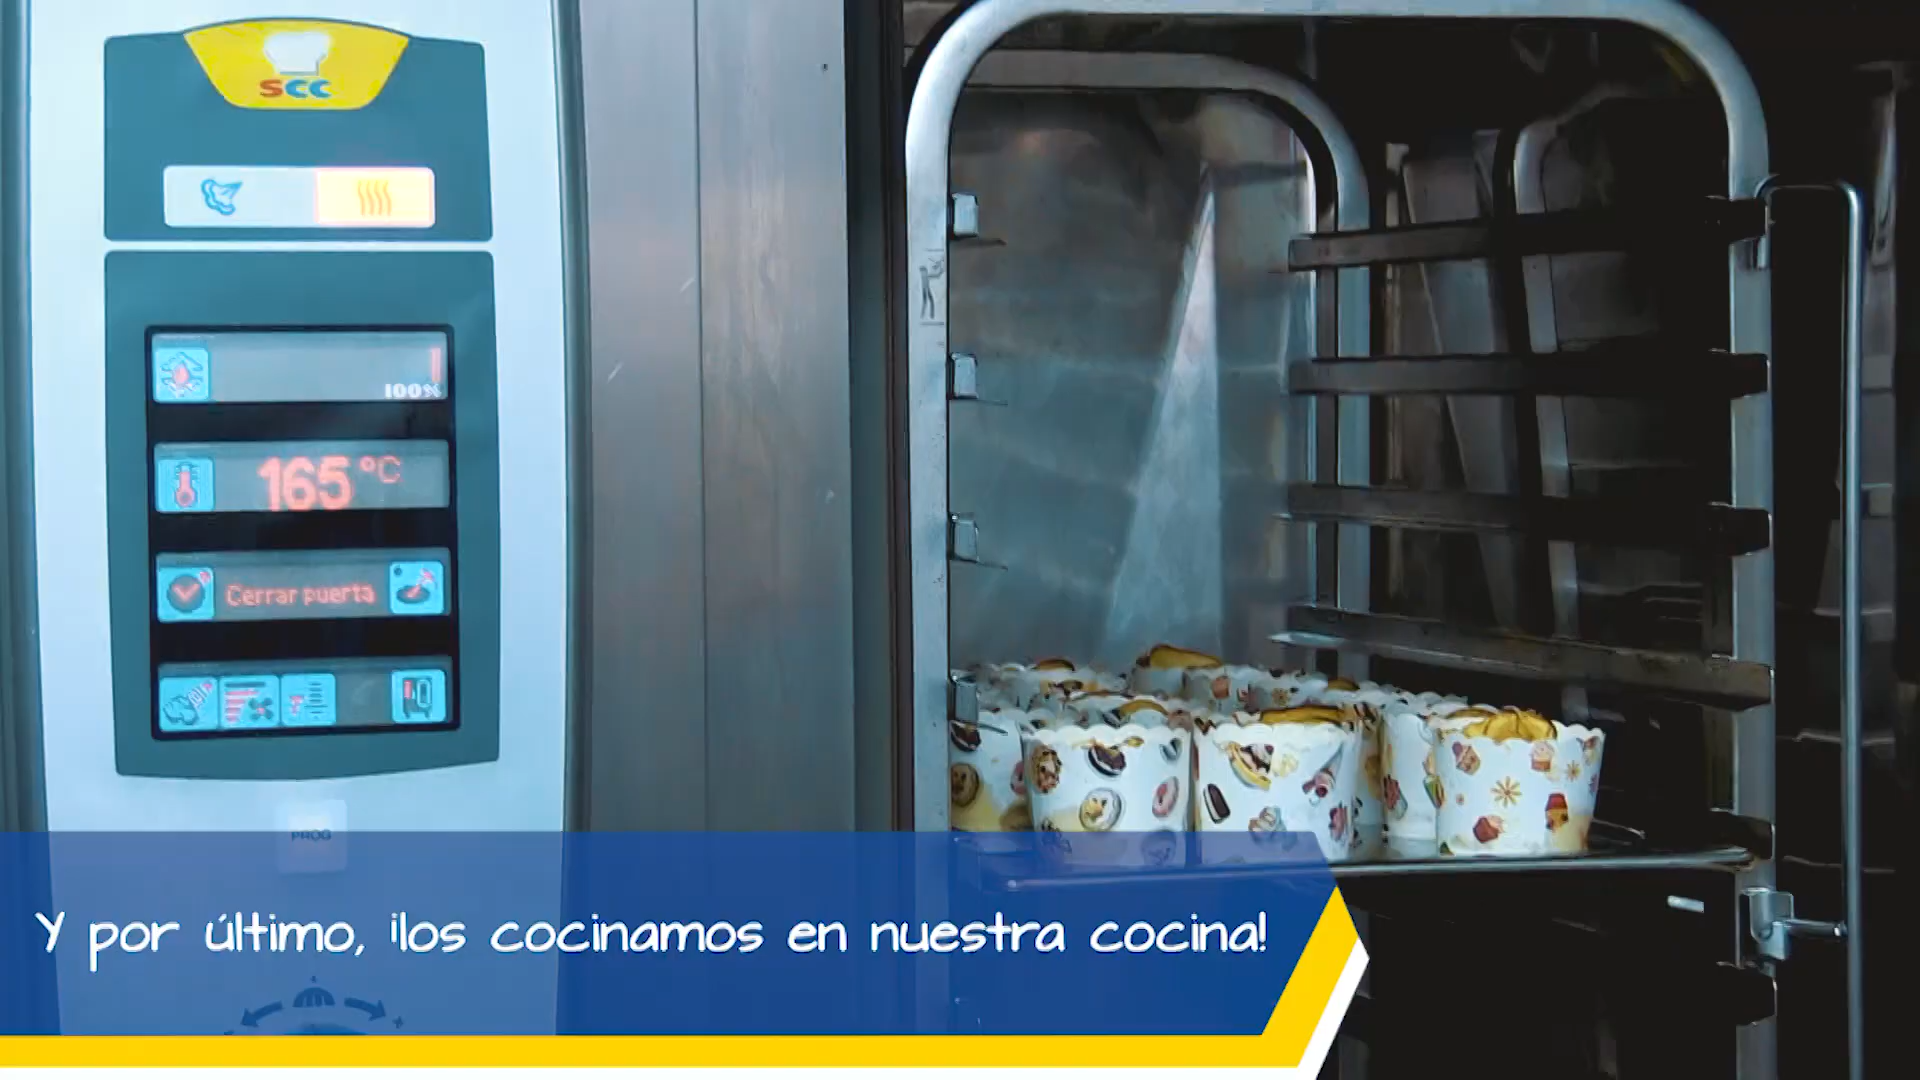 SCC
100%
165 °C
Cerrar puerta
PROG
Y por último, ¡los cocinamos en nuestra cocina!